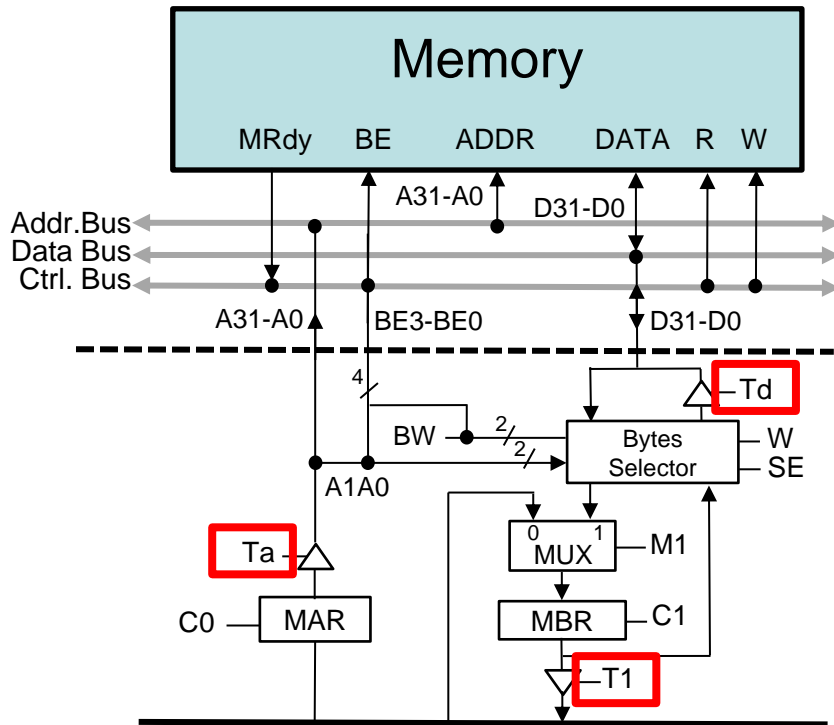 Memory
MRdy BE ADDR DATA R W
A31-A0
D31-D0
Addr.Bus
Data Bus
Ctrl. Bus
A31-A0 BE3-BE0 D31-D0
4
Td
BW 2
Bytes
Selector
W
2
SE
A1A0
0 1
MUX
M1
Ta
C0 MAR
MBR C1
T1